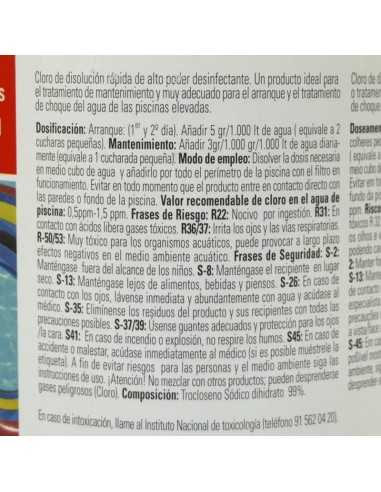 Cloro de disolución rápida de alto poder desinfectante. Un producto ideal para
el tratamiento de mantenimiento y muy adecuado para el arranque y el tratamiento
de choque del agua de las piscinas elevadas.
Dosificación: Arranque: (1er y 2º día). Añadir 5 gr/1.000 lt de agua ( equivale a 2
cucharas pequeñas). Mantenimiento: Añadir 3gr/1.000 gr/1.000 lt de agua diaria-
mente (equivale a 1 cucharada pequeña). Modo de empleo: Disolver la dosis necesaria
en medio cubo de agua y añadirlo por todo el perímetro de la piscina con el filtro en
funcionamiento. Evitar en todo momento que el producto entre en contacto directo con
las paredes o fondo de la piscina. Valor recomendable de cloro en el agua de
piscina: 0,5ppm-1,5 ppm. Frases de Riesgo: R22: Nocivo por ingestión. R31: En
contacto con ácidos libera gases tóxicos. R36/37: Irrita los ojos y las vías respiratorias.
R-50/53: Muy tóxico para los organismos acuáticos, puede provocar a largo plazo
efectos negativos en el medio ambiente acuático. Frases de Seguridad: S-2:
Manténgase fuera del alcance de los niños. S-8: Manténgase el recipiente en lugar
seco. S-13: Manténgase lejos de alimentos, bebidas y piensos. S-26: En caso de
contacto con los ojos, lávense inmediata y abundantemente con agua y acúdase al
médico. S-35: Elimínense los residuos del producto y sus recipientes con todas las
precauciones posibles. S-37/39: Úsense guantes adecuados y protección para los ojos
/la cara. S41: En caso de incendio o explosión, no respire los humos. S45: En caso de
accidente o malestar, acúdase inmediatamente al médico (si es posible muéstrele la
etiqueta). A fin de evitar riesgos para las personas y el medio ambiente siga las
instrucciones de uso. ¡Atención! No mezclar con otros productos; pueden desprenderse
gases peligrosos (Cloro). Composición: Trocloseno Sódico dihidrato 99%.
En caso de intoxicación, llame al Instituto Nacional de toxicología (teléfono 91 562 04 20).
Cloro de
o tratame
de choqu
Doseamen